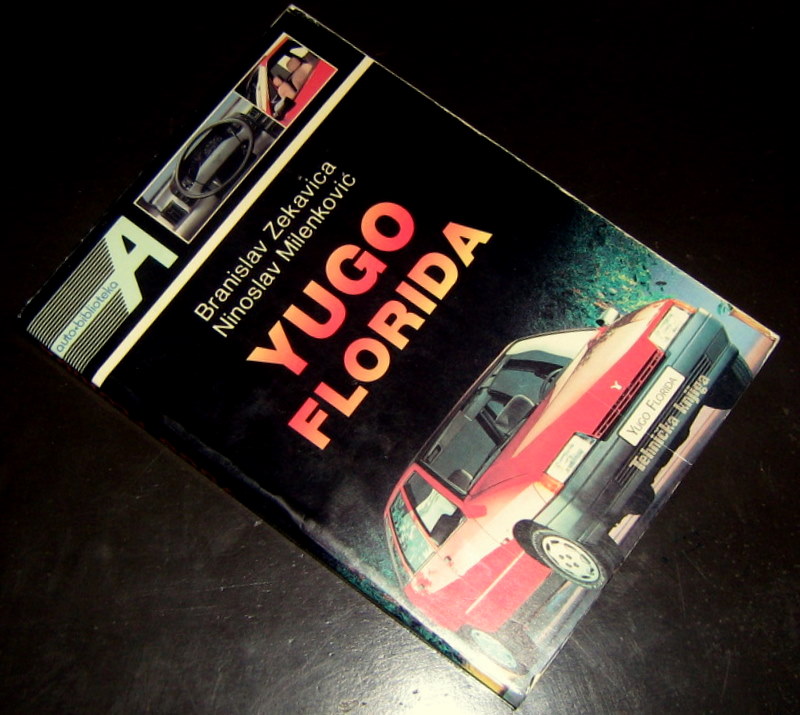 A
auto-biblioteka
Branislav Zekavica
Ninoslav Milenković
YUGO
FLORIDA
YUGO FLORIDA
Tehnička knjiga